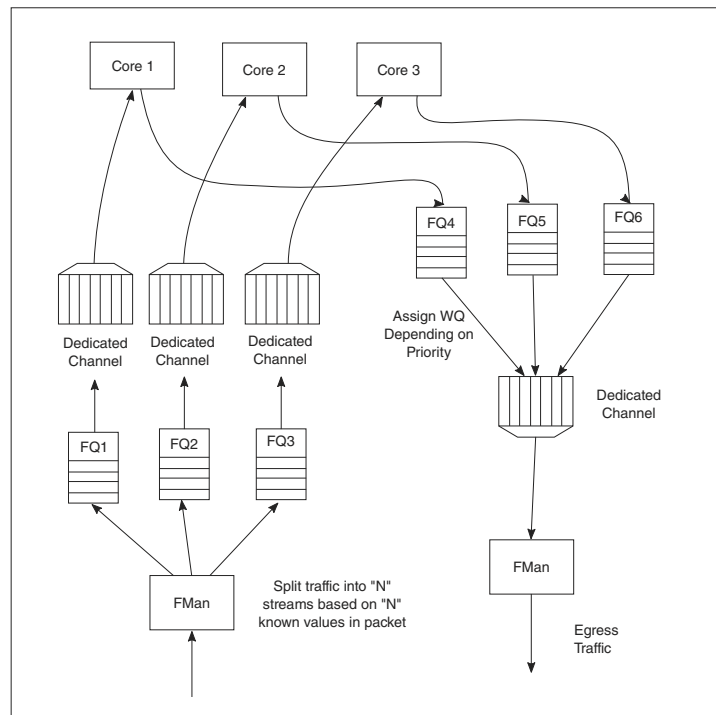 Core 1
Core 2
Core 3
FQ4
FQ5
FQ6
Assign WQ
Depending on
Priority
Dedicated
Channel
Dedicated
Channel
Dedicated
Channel
Dedicated
Channel
FQ1
FQ2
FQ3
FMan
Split traffic into "N"
streams based on "N"
known values in packet
FMan
Egress
Traffic